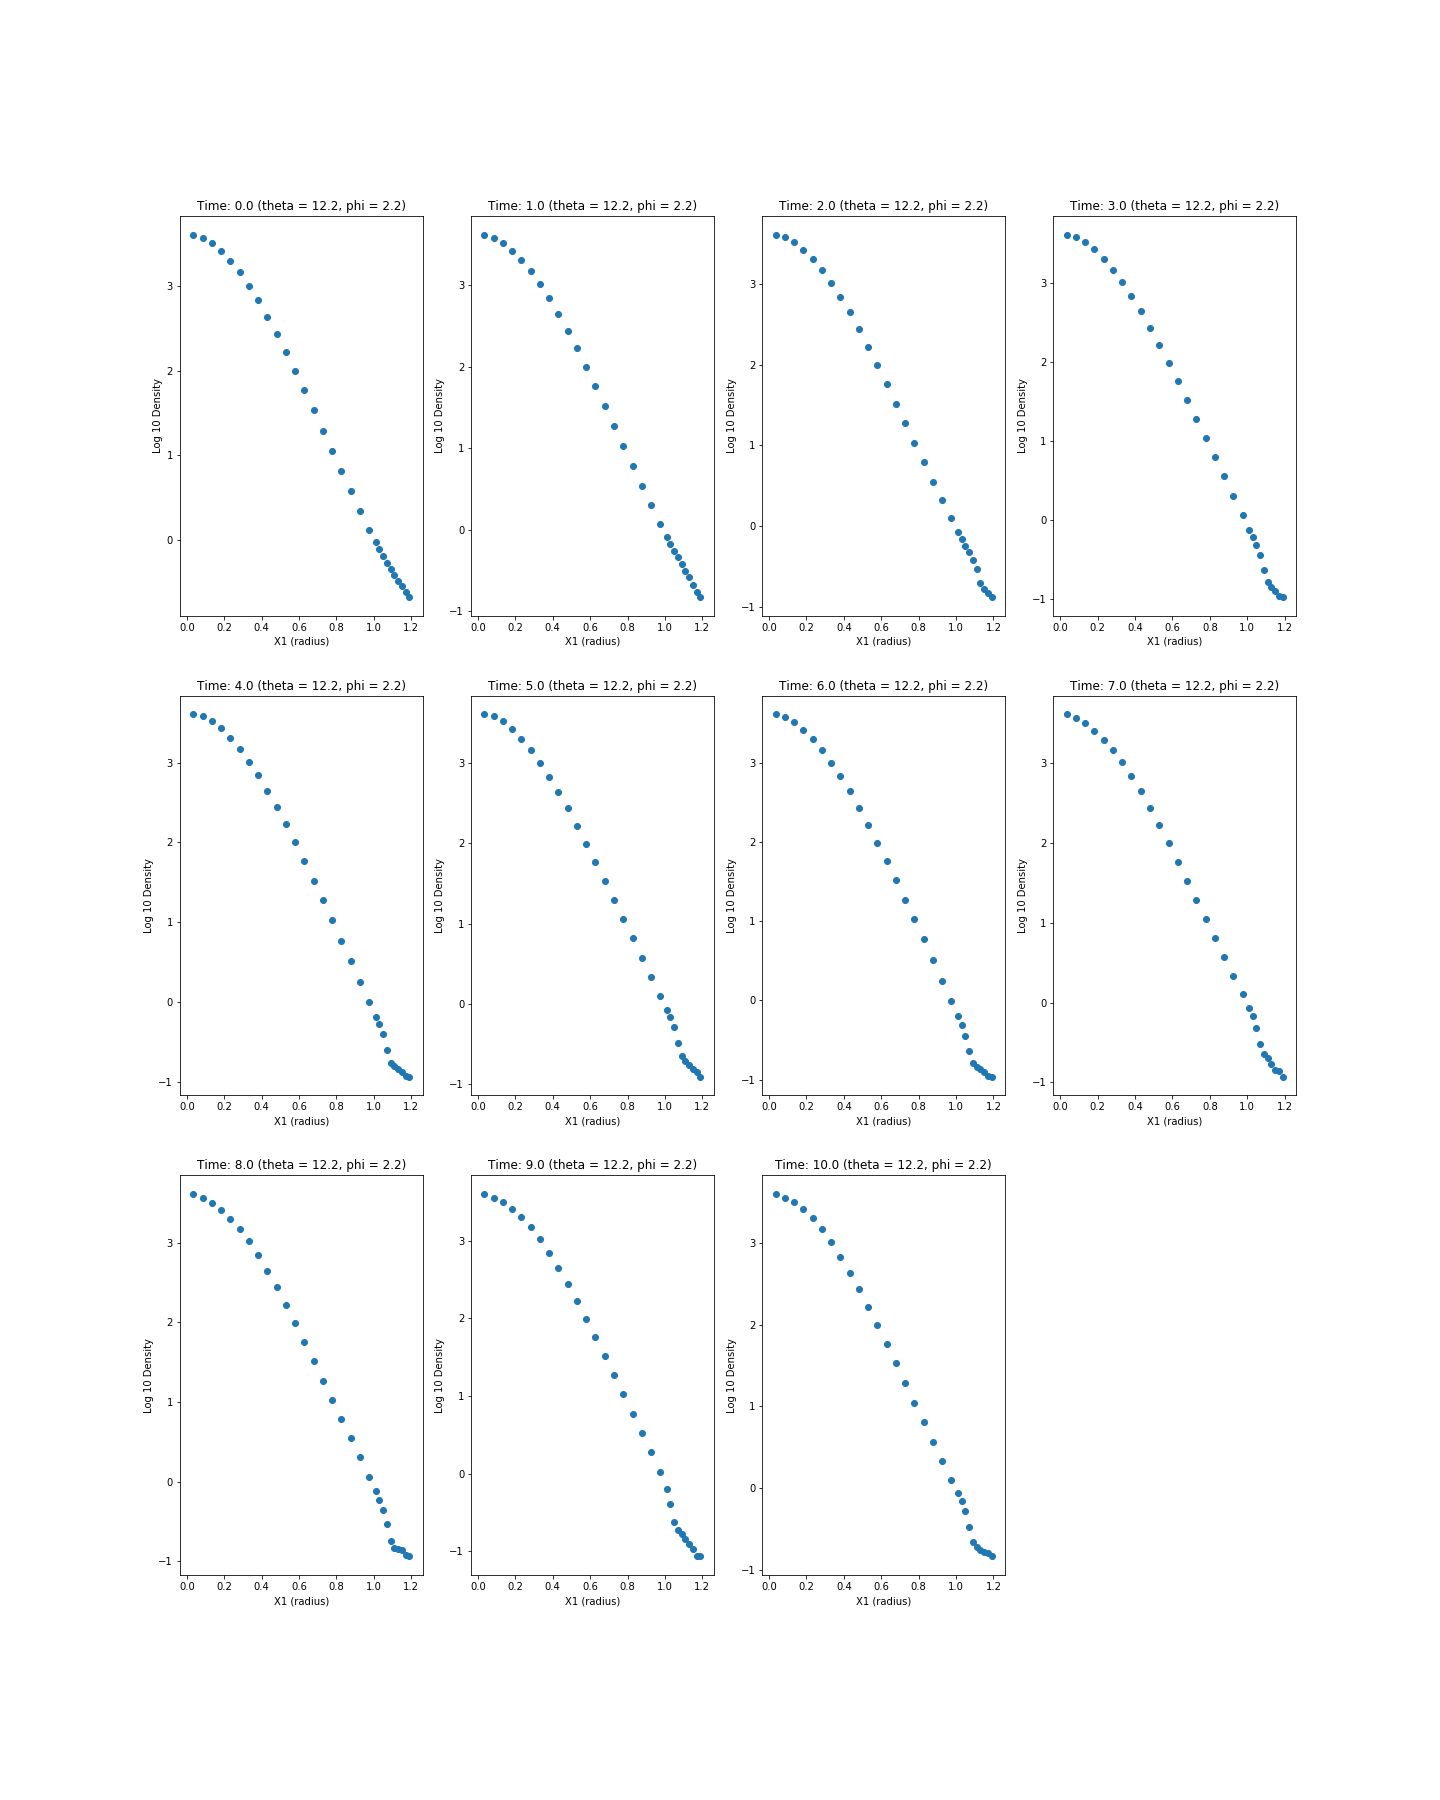 Time: 0.0 (theta = 12.2, phi = 2.2)
Log 10 Density
3
2
1
0
0.0 0.2 0.4 0.6 0.8 1.0 1.2
X1 (radius)
Time: 1.0 (theta = 12.2, phi = 2.2)
Log 10 Density
3
2
1
0
−1
0.0 0.2 0.4 0.6 0.8 1.0 1.2
X1 (radius)
Time: 2.0 (theta = 12.2, phi = 2.2)
Log 10 Density
3
2
1
0
−1
0.0 0.2 0.4 0.6 0.8 1.0 1.2
X1 (radius)
Time: 3.0 (theta = 12.2, phi = 2.2)
Log 10 Density
3
2
1
0
−1
0.0 0.2 0.4 0.6 0.8 1.0 1.2
X1 (radius)
Time: 4.0 (theta = 12.2, phi = 2.2)
Log 10 Density
3
2
1
0
−1
0.0 0.2 0.4 0.6 0.8 1.0 1.2
X1 (radius)
Time: 5.0 (theta = 12.2, phi = 2.2)
Log 10 Density
3
2
1
0
−1
0.0 0.2 0.4 0.6 0.8 1.0 1.2
X1 (radius)
Time: 6.0 (theta = 12.2, phi = 2.2)
Log 10 Density
3
2
1
0
−1
0.0 0.2 0.4 0.6 0.8 1.0 1.2
X1 (radius)
Time: 7.0 (theta = 12.2, phi = 2.2)
Log 10 Density
3
2
1
0
−1
0.0 0.2 0.4 0.6 0.8 1.0 1.2
X1 (radius)
Time: 8.0 (theta = 12.2, phi = 2.2)
Log 10 Density
3
2
1
0
−1
0.0 0.2 0.4 0.6 0.8 1.0 1.2
X1 (radius)
Time: 9.0 (theta = 12.2, phi = 2.2)
Log 10 Density
3
2
1
0
−1
0.0 0.2 0.4 0.6 0.8 1.0 1.2
X1 (radius)
Time: 10.0 (theta = 12.2, phi = 2.2)
Log 10 Density
3
2
1
0
−1
0.0 0.2 0.4 0.6 0.8 1.0 1.2
X1 (radius)